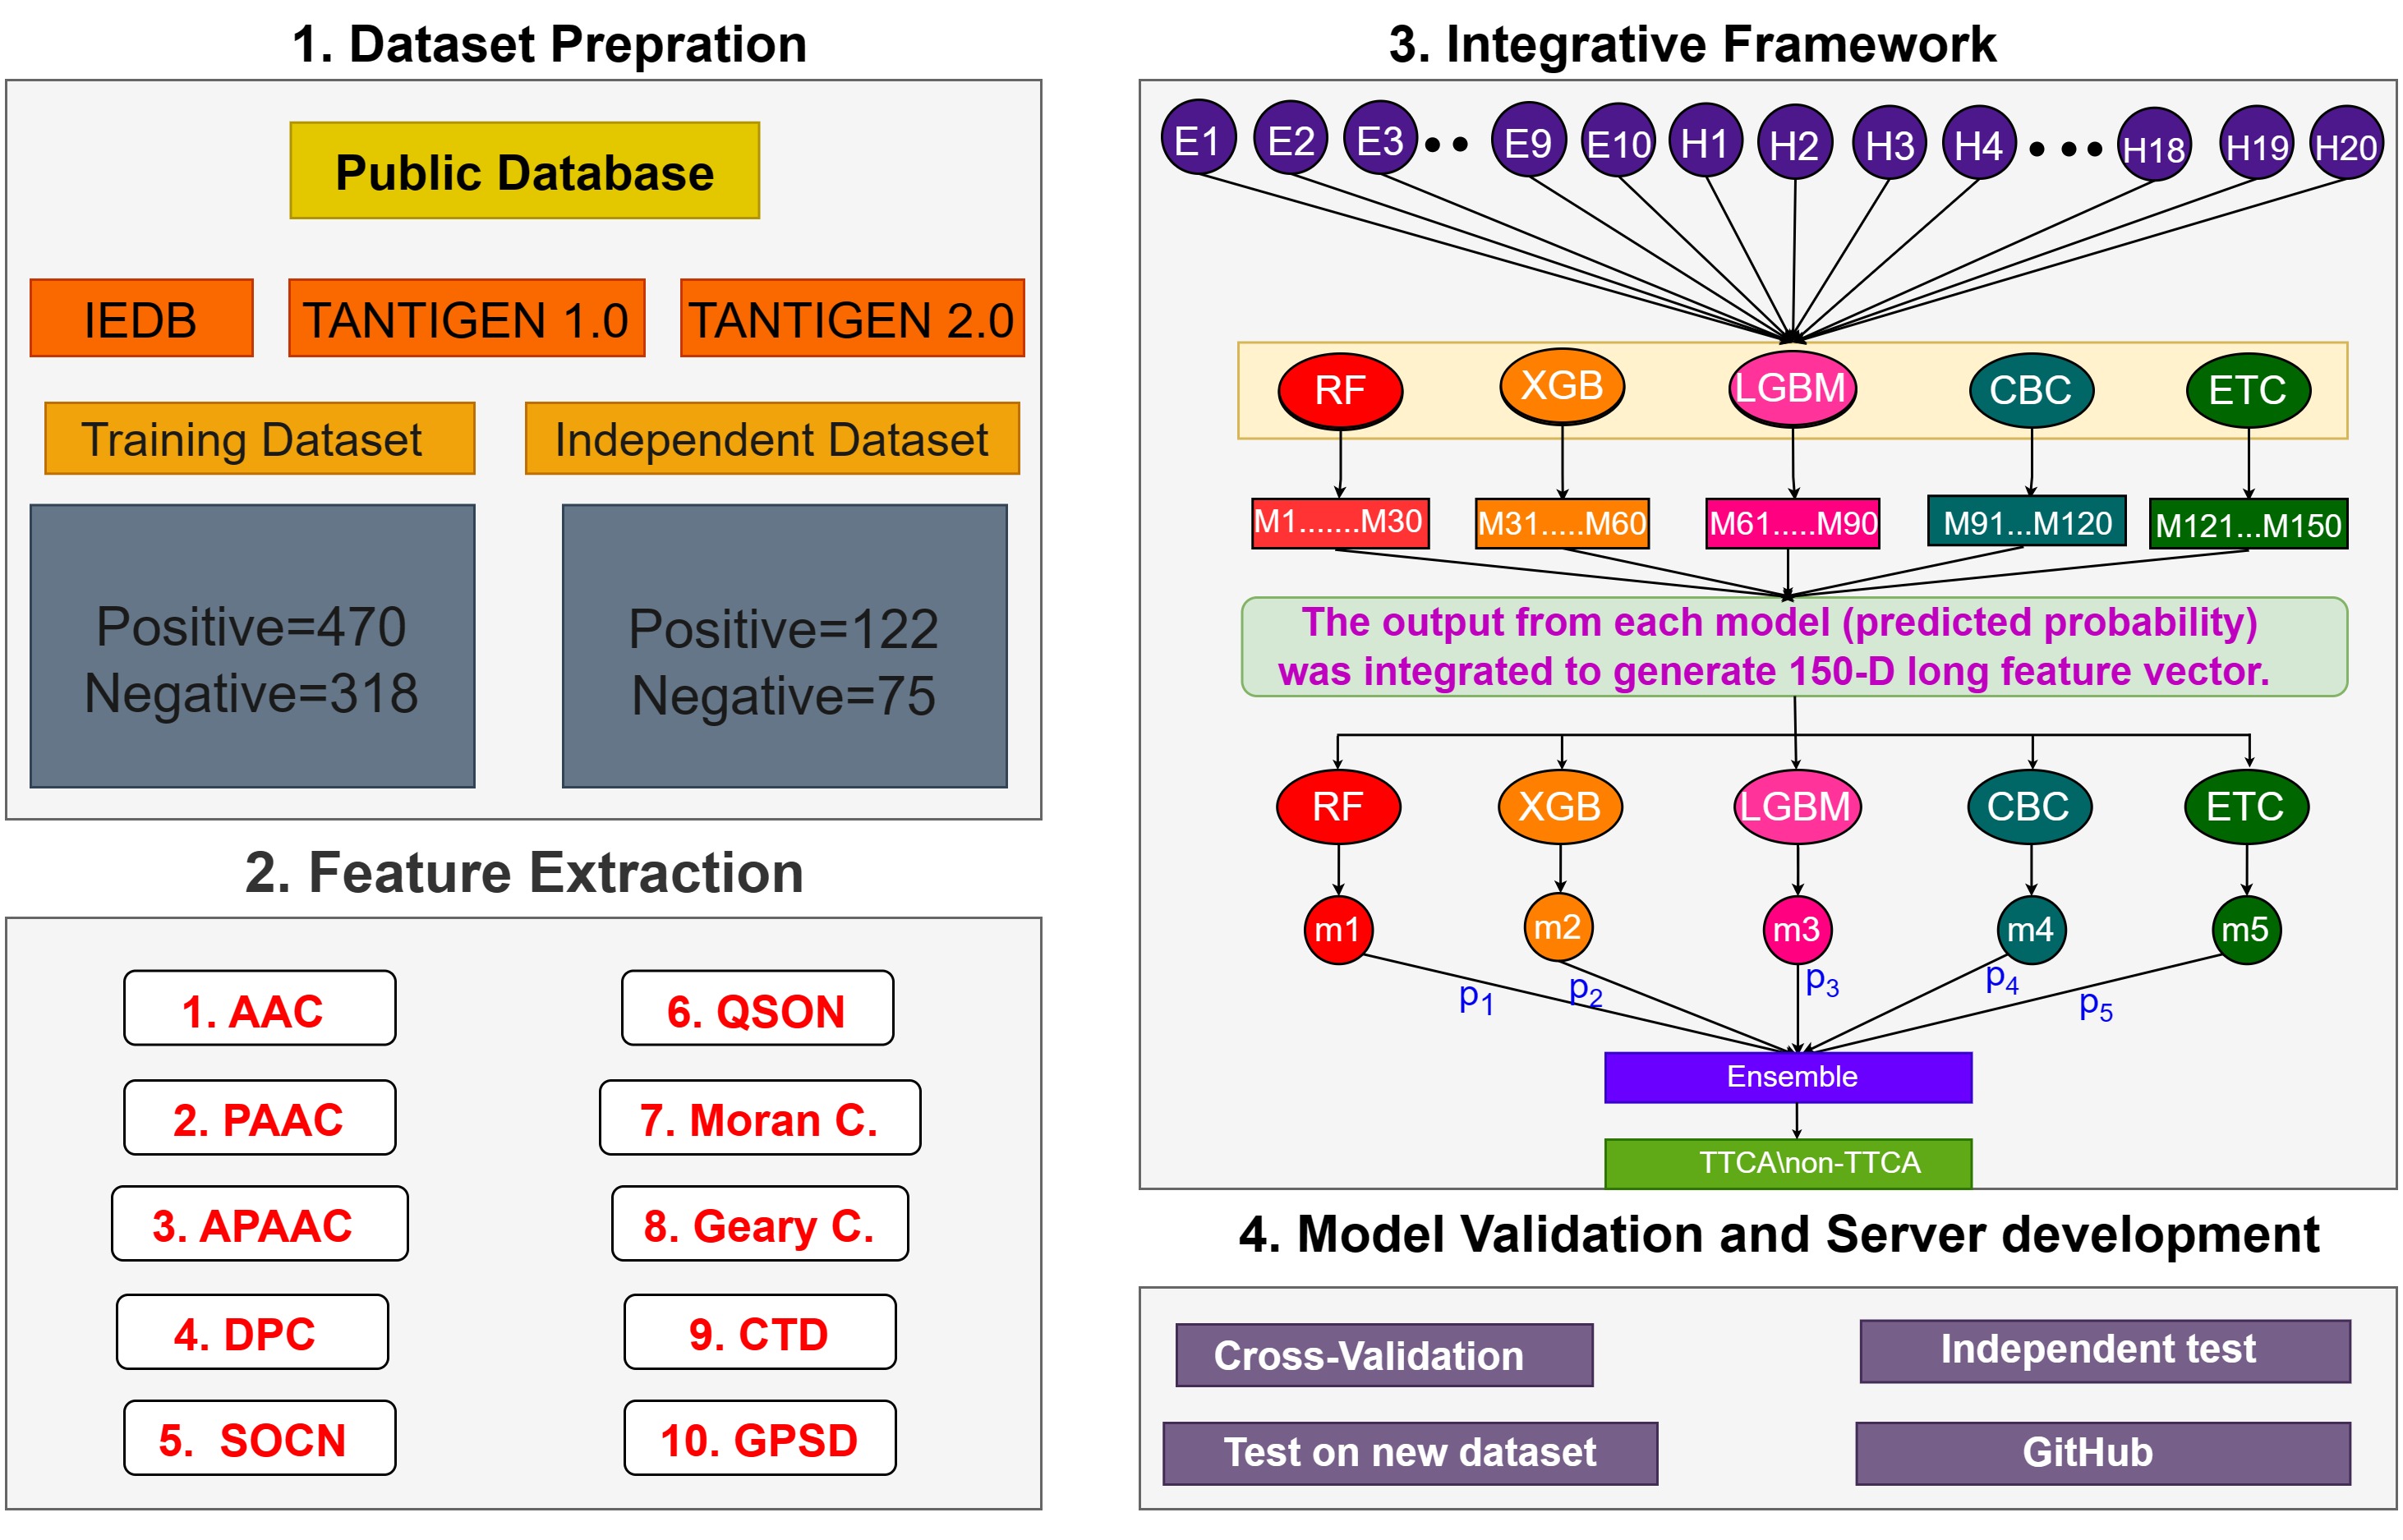 1. Dataset Prepration
Public Database
IEDB
TANTIGEN 1.0
TANTIGEN 2.0
Training Dataset
Independent Dataset
Positive=470
Negative=318
Positive=122
Negative=75
2. Feature Extraction
1. AAC
2. PAAC
3. APAAC
4. DPC
5. SOCN
6. QSON
7. Moran C.
8. Geary C.
9. CTD
10. GPSD
3. Integrative Framework
E1 E2 E3 •• E9 E10 H1 H2 H3 H4 ••• H18 H19 H20
RF XGB LGBM CBC ETC
M1.......M30 M31.....M60 M61.....M90 M91...M120 M121...M150
The output from each model (predicted probability)
was integrated to generate 150-D long feature vector.
RF XGB LGBM CBC ETC
m1 m2 m3 m4 m5
p1 p2 p3 p4 p5
Ensemble
TTCA\non-TTCA
4. Model Validation and Server development
Cross-Validation
Independent test
Test on new dataset
GitHub